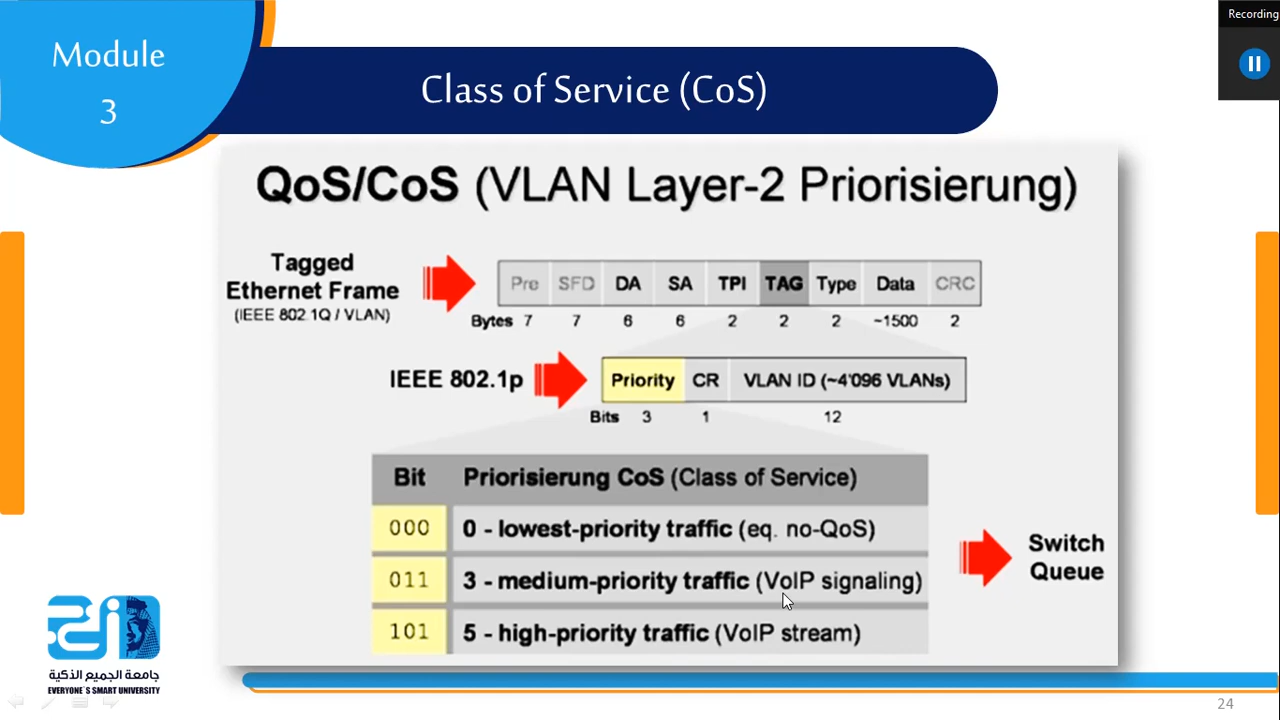 Recording
Module
3
Class of Service (CoS)
QoS/CoS (VLAN Layer-2 Priorisierung)
Tagged
Ethernet Frame
(IEEE 802.1Q / VLAN)
Pre SFD DA SA TPI TAG Type Data CRC
Bytes 7 7 6 6 2 2 2 ~1500 2
IEEE 802.1p
Priority CR VLAN ID (~4'096 VLANs)
Bits 3 1 12
Bit Priorisierung CoS (Class of Service)
000 0 - lowest-priority traffic (eq. no-QoS)
011 3 - medium-priority traffic (VoIP signaling)
101 5 - high-priority traffic (VoIP stream)
Switch
Queue
جامعة الجميع الذكية
EVERYONE`S SMART UNIVERSITY
24